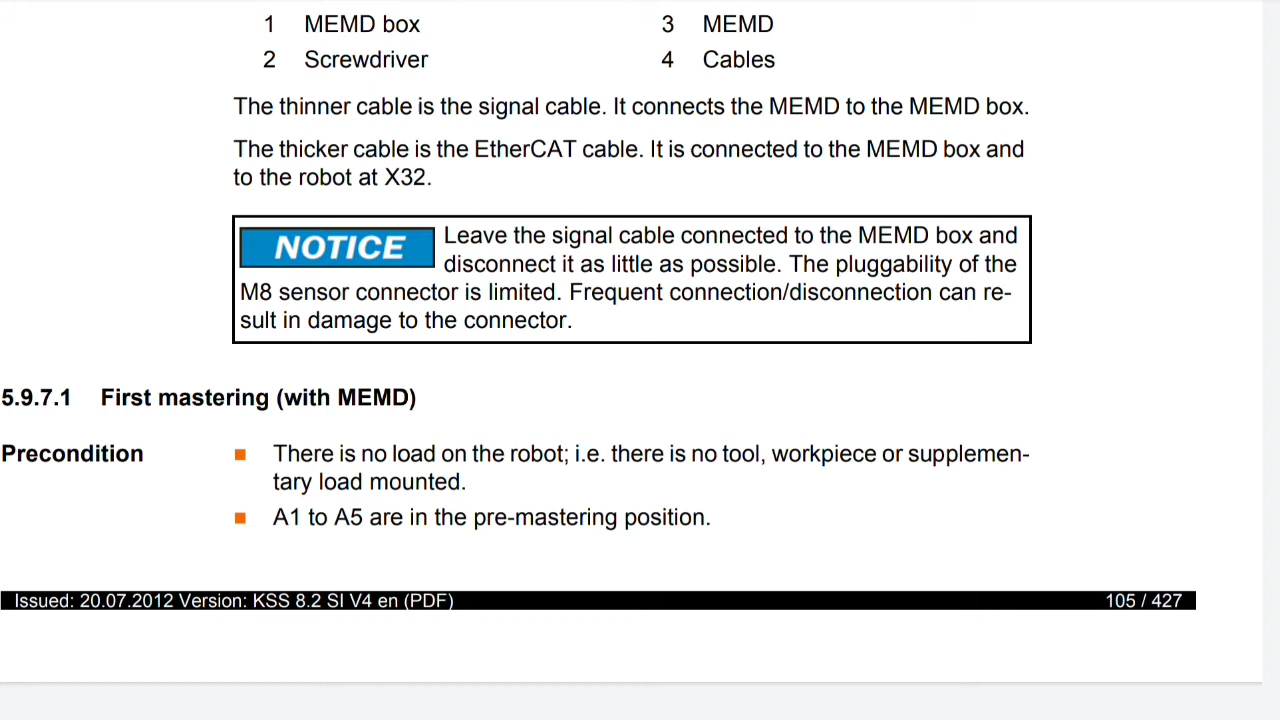 1 MEMD box 3 MEMD
2 Screwdriver 4 Cables
The thinner cable is the signal cable. It connects the MEMD to the MEMD box.
The thicker cable is the EtherCAT cable. It is connected to the MEMD box and
to the robot at X32.
NOTICE Leave the signal cable connected to the MEMD box and
disconnect it as little as possible. The pluggability of the
M8 sensor connector is limited. Frequent connection/disconnection can re-
sult in damage to the connector.
5.9.7.1 First mastering (with MEMD)
Precondition ■ There is no load on the robot; i.e. there is no tool, workpiece or supplemen-
tary load mounted.
■ A1 to A5 are in the pre-mastering position.
Issued: 20.07.2012 Version: KSS 8.2 SI V4 en (PDF) 105 / 427